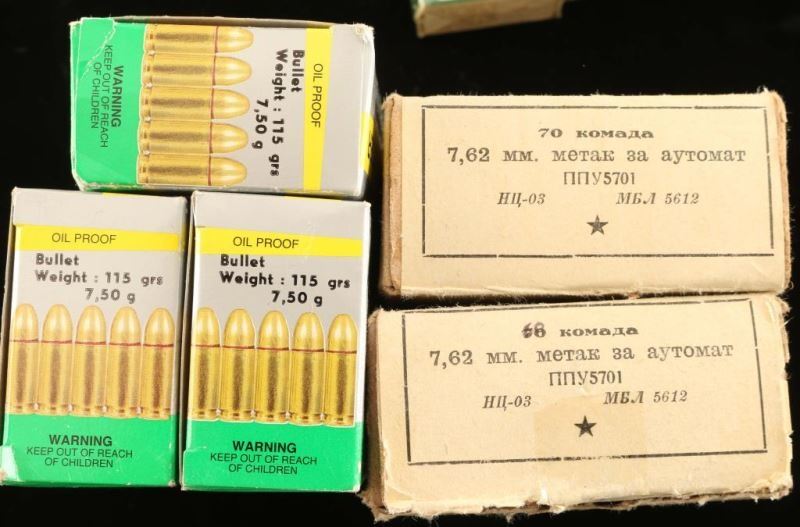 OIL PROOF
Bullet
Weight : 115 grs
7,50 g
WARNING
KEEP OUT OF REACH
OF CHILDREN
70 комада
7,62 мм. метак за аутомат
ППУ5701
НЦ-03 МБЛ 5612
OIL PROOF
Bullet
Weight : 115 grs
7,50 g
WARNING
KEEP OUT OF REACH
OF CHILDREN
OIL PROOF
Bullet
Weight : 115 grs
7,50 g
WARNING
KEEP OUT OF REACH
OF CHILDREN
комада
7,62 мм. метак за аутомат
ППУ5701
НЦ-03 МБЛ 5612